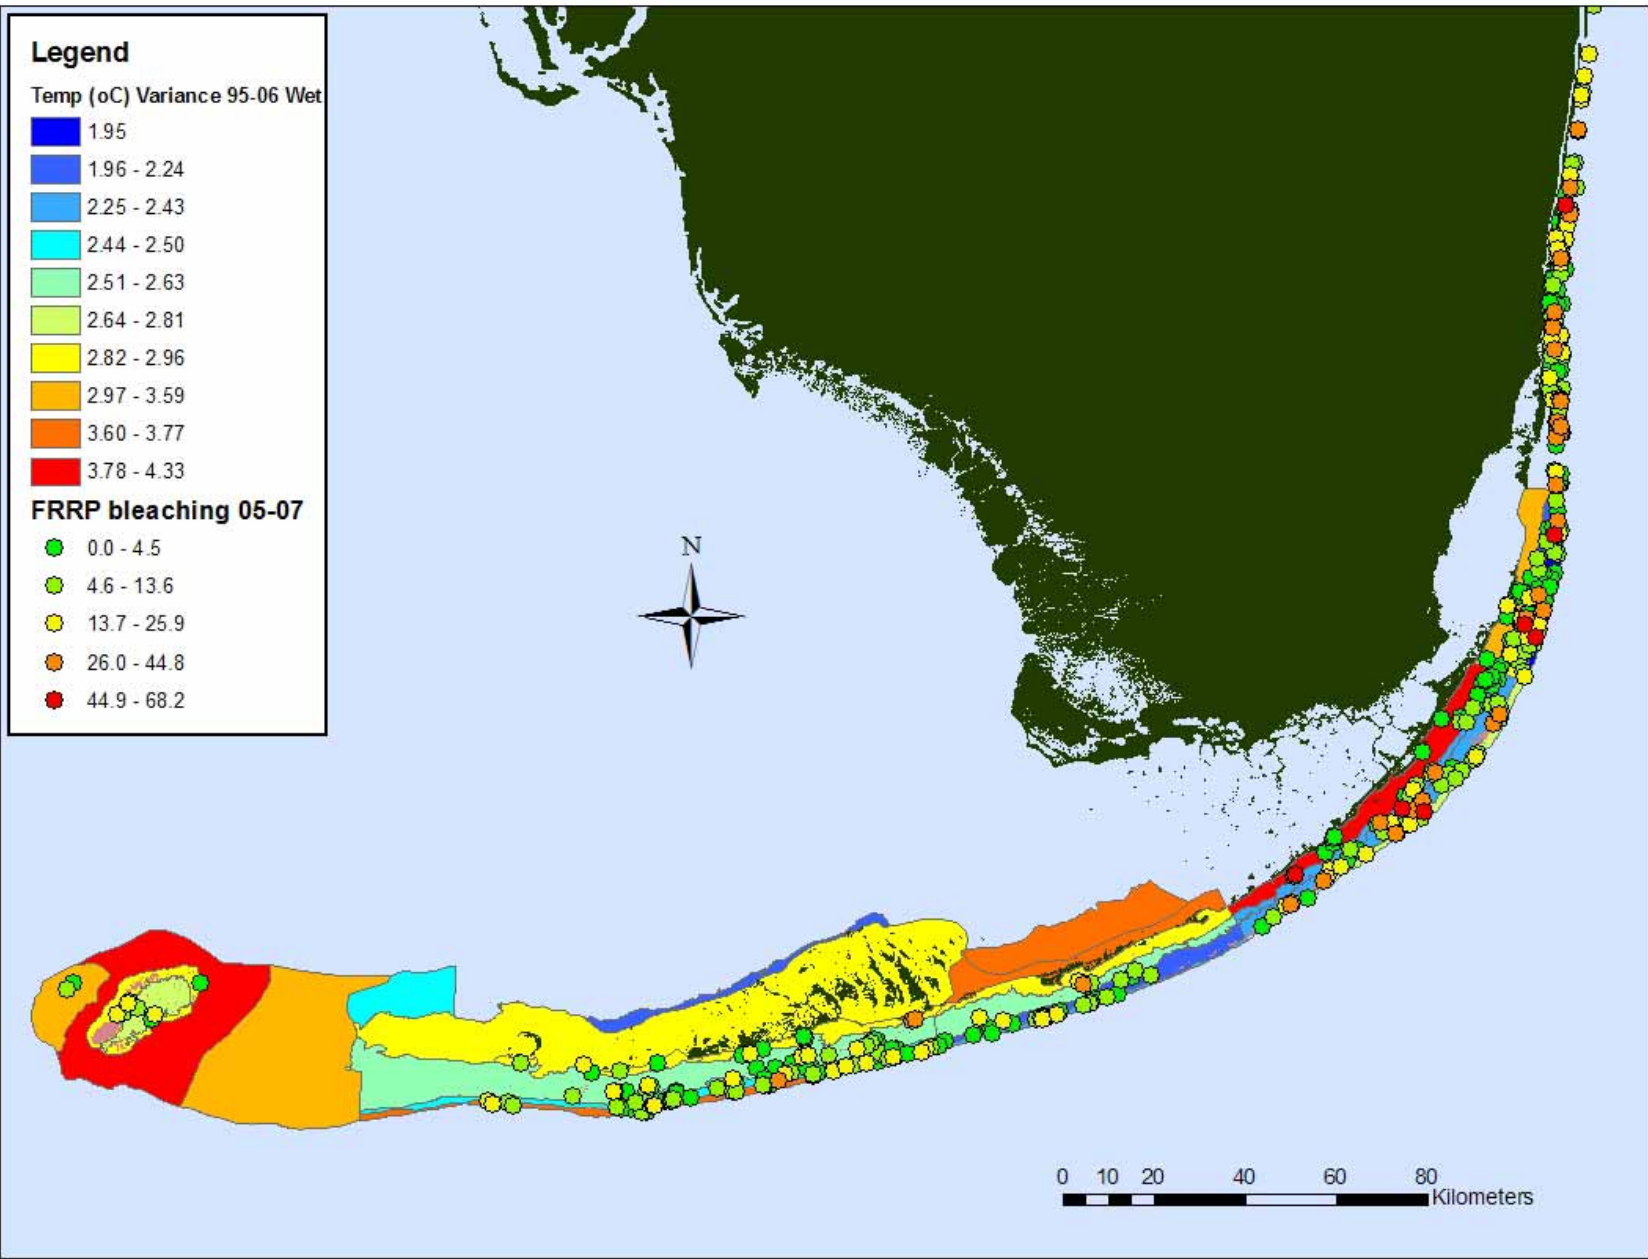 Legend
Temp (oC) Variance 95-06 Wet
1.95
1.96 - 2.24
2.25 - 2.43
2.44 - 2.50
2.51 - 2.63
2.64 - 2.81
2.82 - 2.96
2.97 - 3.59
3.60 - 3.77
3.78 - 4.33
FRRP bleaching 05-07
0.0 - 4.5
4.6 - 13.6
13.7 - 25.9
26.0 - 44.8
44.9 - 68.2
N
0 10 20 40 60 80
Kilometers